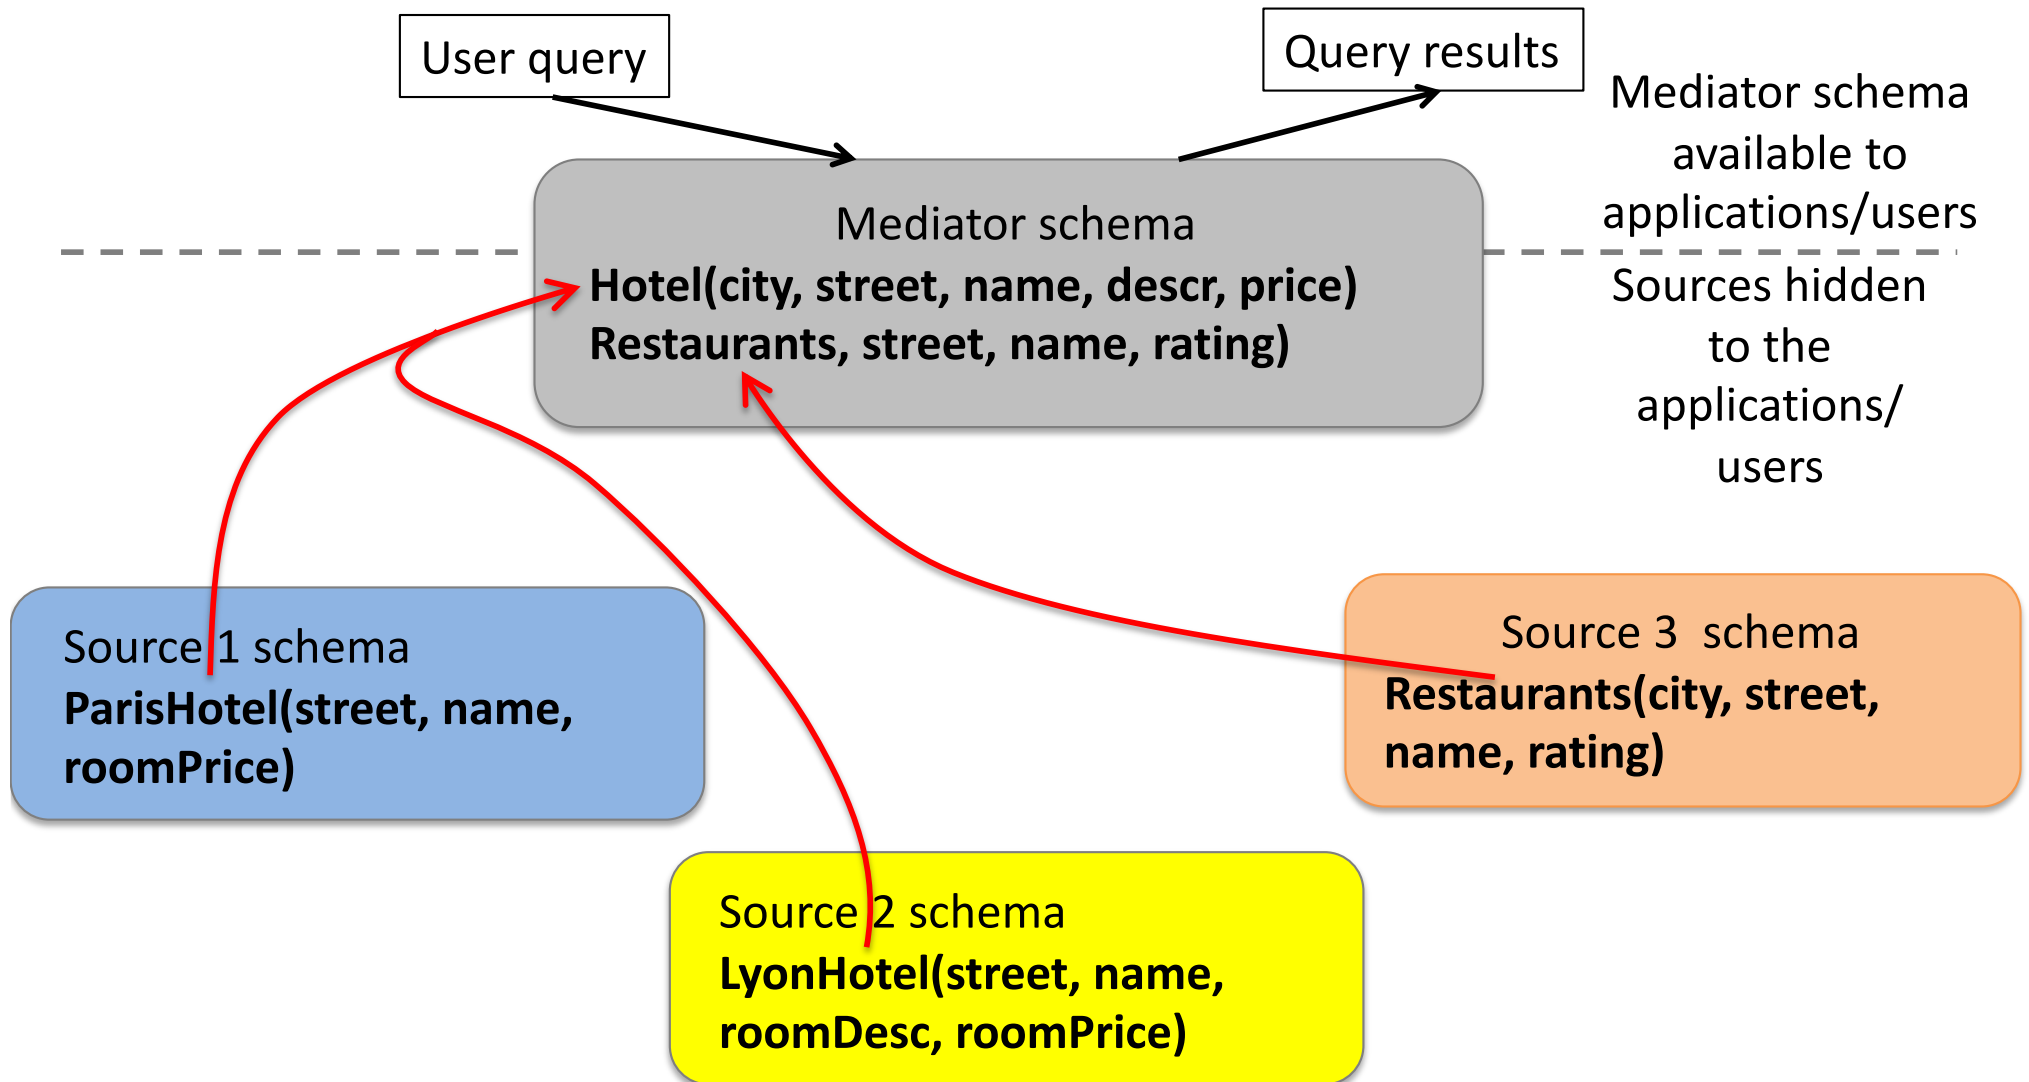 User query
Query results
Mediator schema
available to
applications/users
Mediator schema
Hotel(city, street, name, descr, price)
Restaurants, street, name, rating)
Sources hidden
to the
applications/
users
Source 1 schema
ParisHotel(street, name,
roomPrice)
Source 3  schema
Restaurants(city, street,
name, rating)
Source 2 schema
LyonHotel(street, name,
roomDesc, roomPrice)